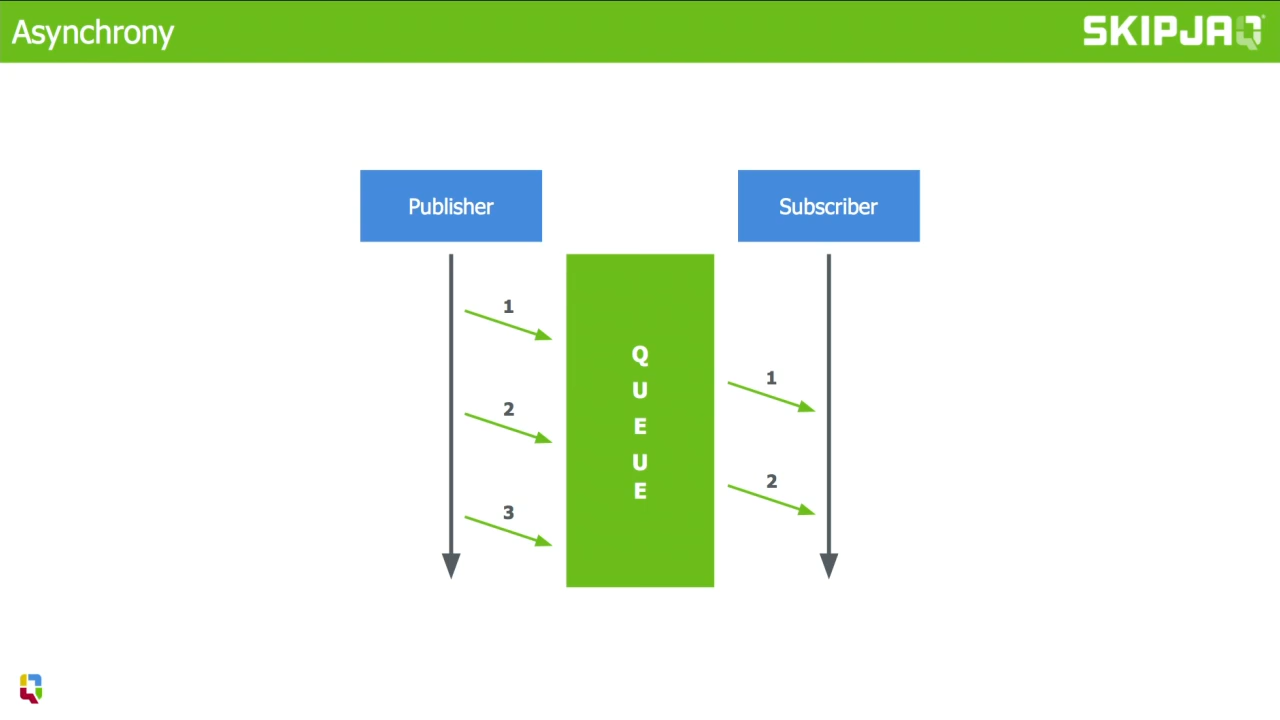 Asynchrony
SKIPJAQ
Publisher
Subscriber
1
2
3
Q
U
E
U
E
1
2